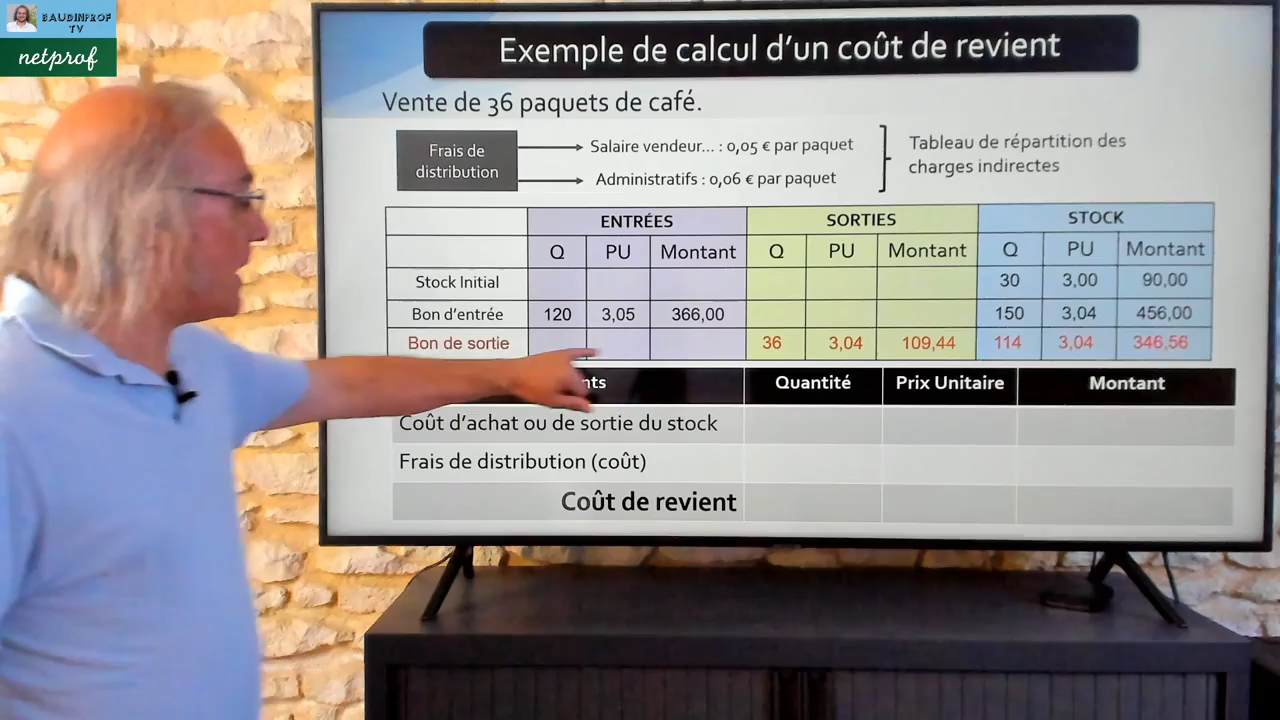 BAUDINPROF
TV
netprof
Exemple de calcul d'un coût de revient
Vente de 36 paquets de café.
Frais de
distribution
Salaire vendeur... : 0,05 € par paquet
Administratifs : 0,06 € par paquet
Tableau de répartition des
charges indirectes
ENTRÉES SORTIES STOCK
Q PU Montant Q PU Montant Q PU Montant
Stock Initial 30 3,00 90,00
Bon d'entrée 120 3,05 366,00 150 3,04 456,00
Bon de sortie 36 3,04 109,44 114 3,04 346,56
Quantité Prix Unitaire Montant
Coût d'achat ou de sortie du stock
Frais de distribution (coût)
Coût de revient